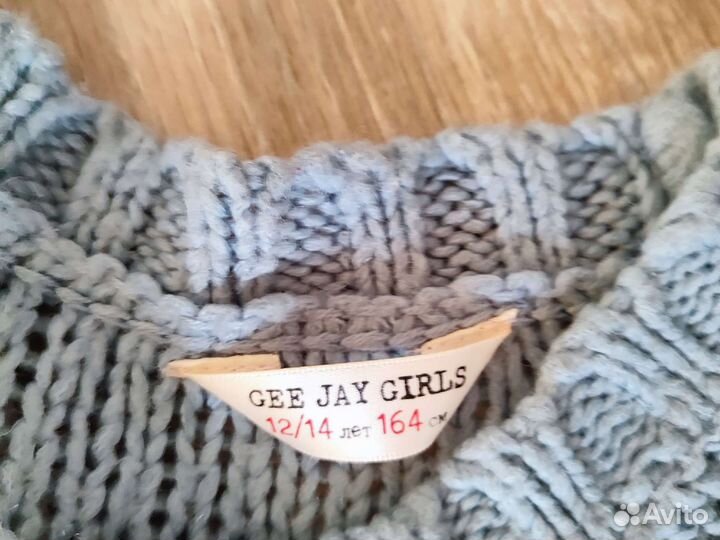 GEE JAY GIRLS
12/14 лет 164 см
Avito